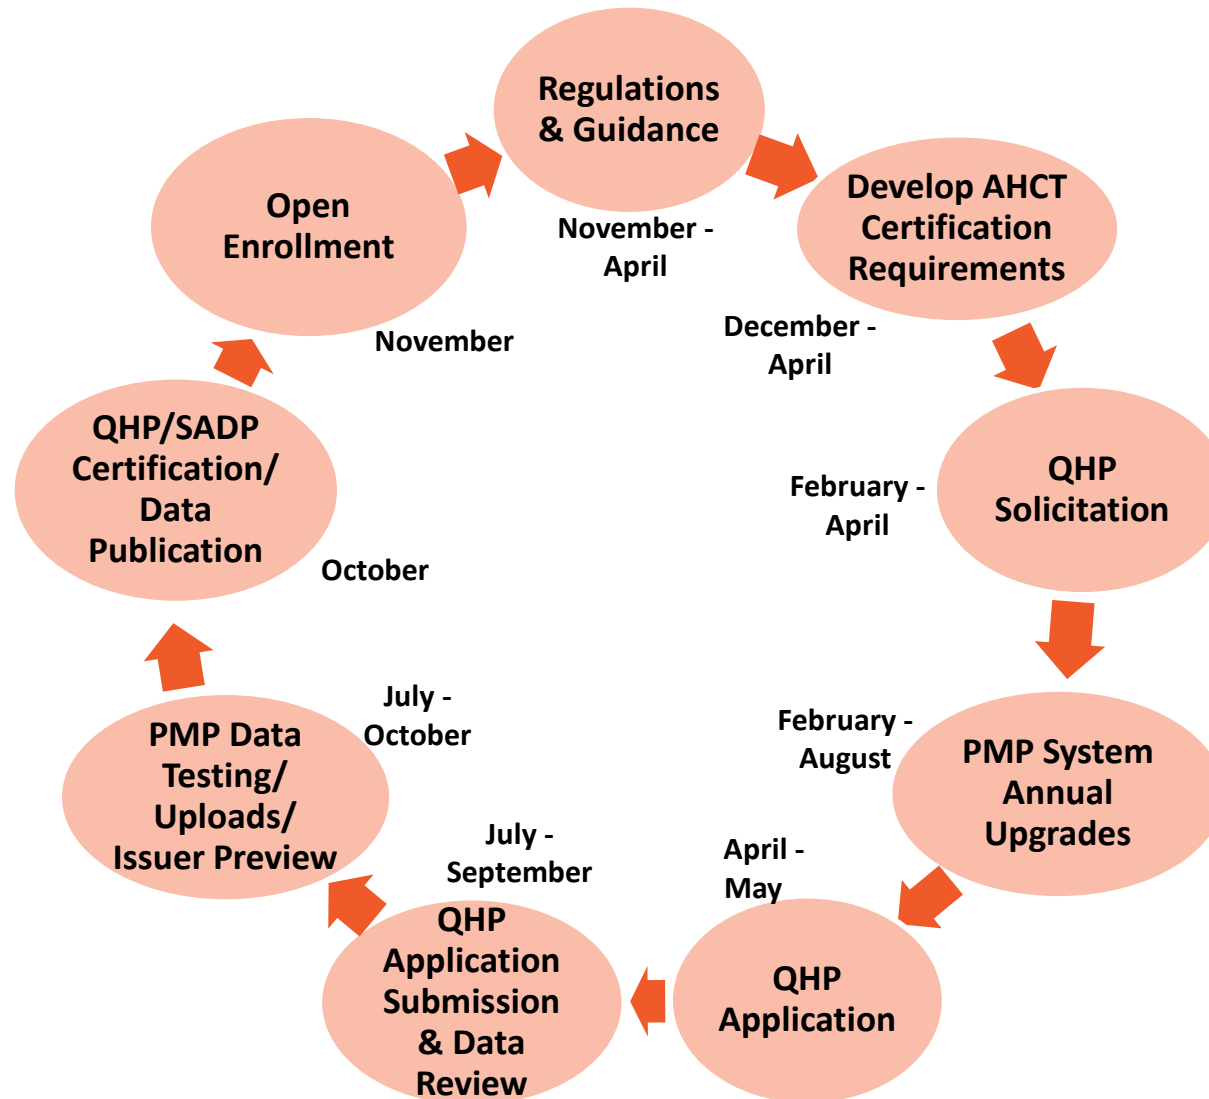 Regulations
& Guidance
November -
April
Develop AHCT
Certification
Requirements
December -
April
QHP
Solicitation
February -
April
PMP System
Annual
Upgrades
February -
August
QHP
Application
April -
May
QHP
Application
Submission
& Data
Review
July -
September
PMP Data
Testing/
Uploads/
Issuer Preview
July -
October
QHP/SADP
Certification/
Data
Publication
October
Open
Enrollment
November